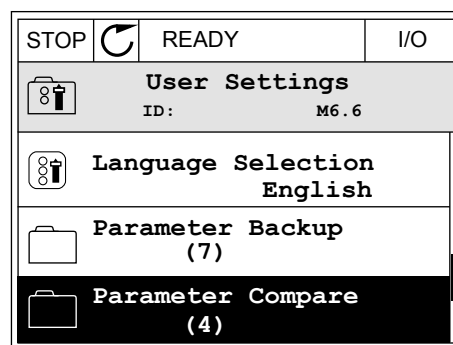 STOP READY I/O
User Settings
ID: M6.6
Language Selection
English
Parameter Backup
(7)
Parameter Compare
(4)